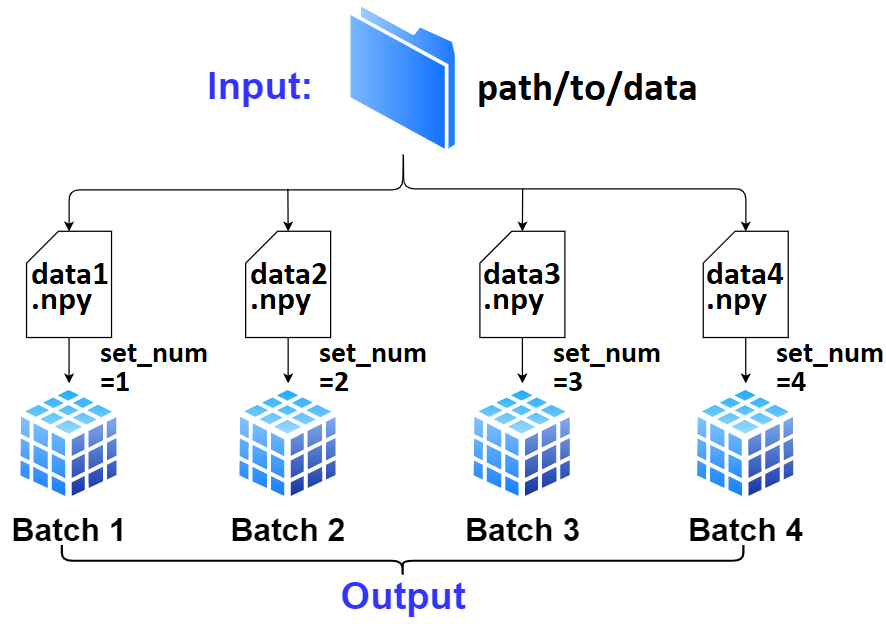 Input:
path/to/data
data1
.npy
data2
.npy
data3
.npy
data4
.npy
set_num
=1
set_num
=2
set_num
=3
set_num
=4
Batch 1
Batch 2
Batch 3
Batch 4
Output